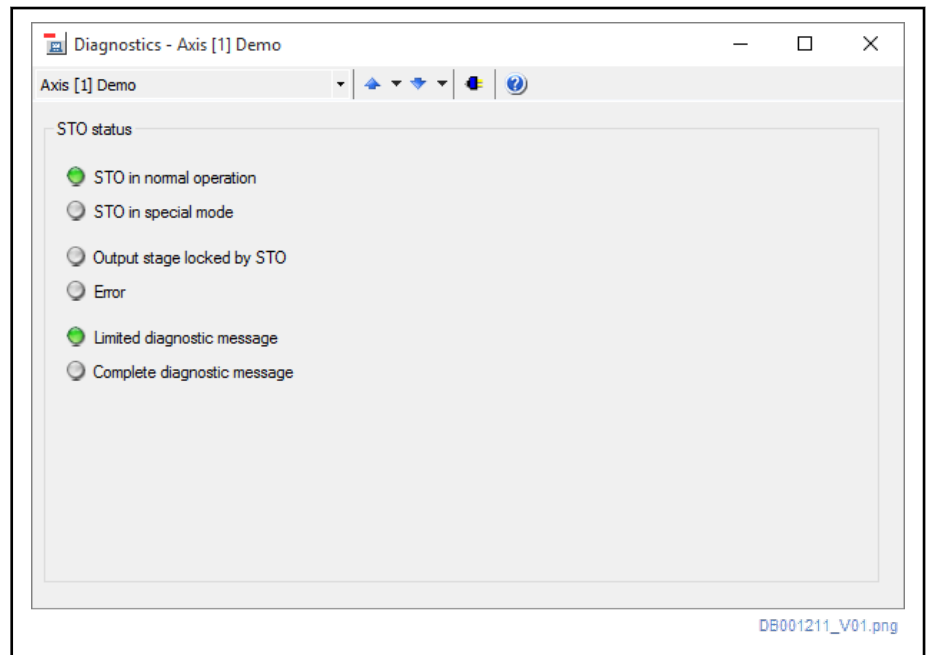 Diagnostics - Axis [1] Demo
Axis [1] Demo
STO status
STO in normal operation
STO in special mode
Output stage locked by STO
Error
Limited diagnostic message
Complete diagnostic message
DB001211_V01.png